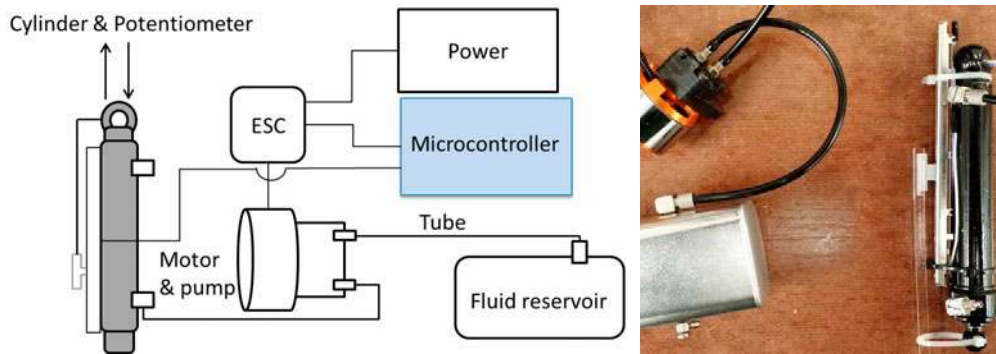 Cylinder & Potentiometer
Power
ESC
Microcontroller
Tube
Motor
& pump
Fluid reservoir